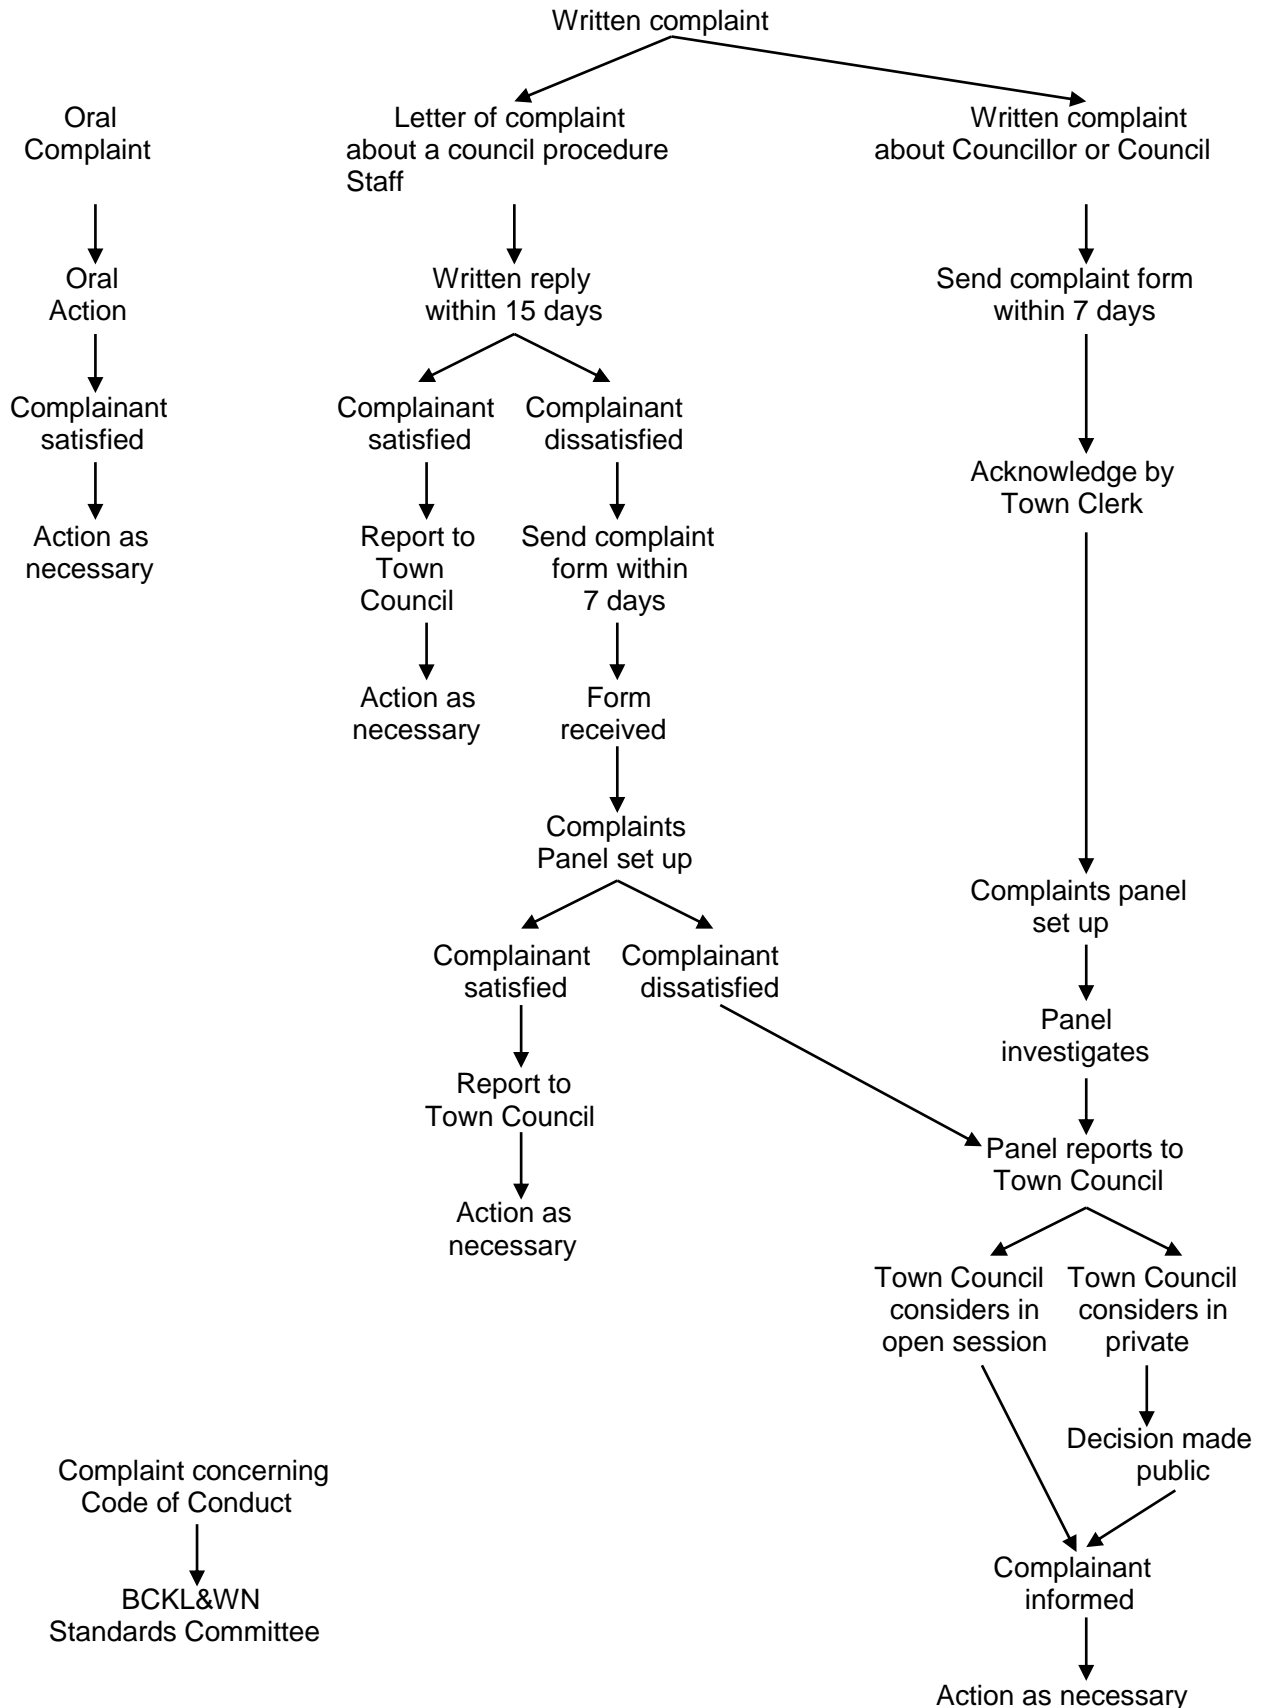 Written complaint
Oral
Complaint
Letter of complaint
about a council procedure
Staff
Written complaint
about Councillor or Council
Oral
Action
Written reply
within 15 days
Send complaint form
within 7 days
Complainant
satisfied
Complainant
satisfied
Complainant
dissatisfied
Acknowledge by
Town Clerk
Action as
necessary
Report to
Town
Council
Send complaint
form within
7 days
Action as
necessary
Form
received
Complaints
Panel set up
Complaints panel
set up
Complainant
satisfied
Complainant
dissatisfied
Panel
investigates
Report to
Town Council
Panel reports to
Town Council
Action as
necessary
Town Council
considers in
open session
Town Council
considers in
private
Decision made
public
Complaint concerning
Code of Conduct
Complainant
informed
BCKL&WN
Standards Committee
Action as necessary